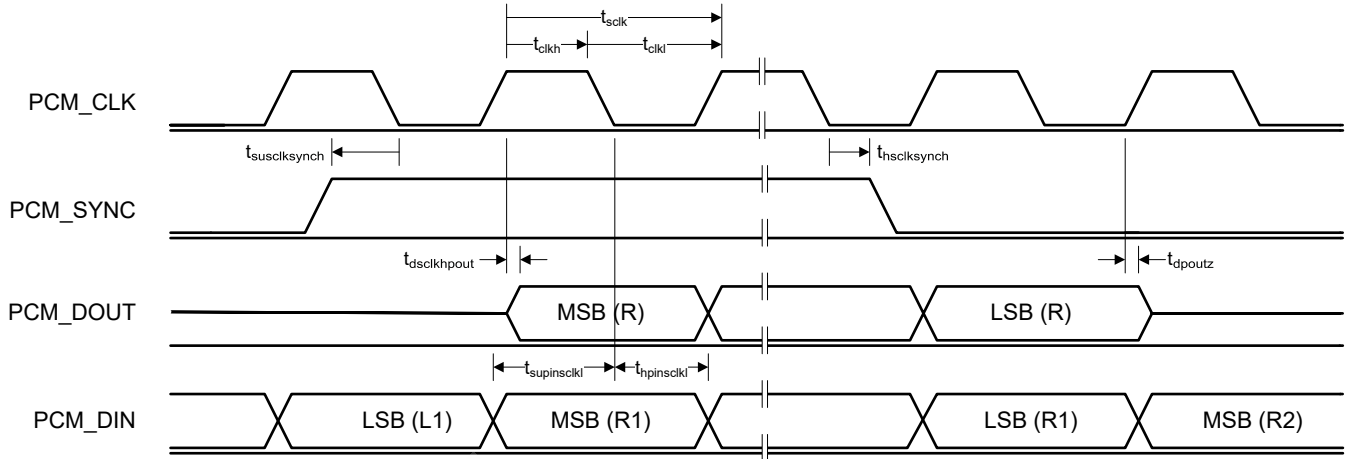 t_sclk
t_clkh t_clkl
PCM_CLK
t_susclksynch t_hsclksynch
PCM_SYNC
t_dsclkhpout t_dpoutz
PCM_DOUT MSB (R) LSB (R)
t_supinsclkl t_hpinsclkl
PCM_DIN LSB (L1) MSB (R1) LSB (R1) MSB (R2)